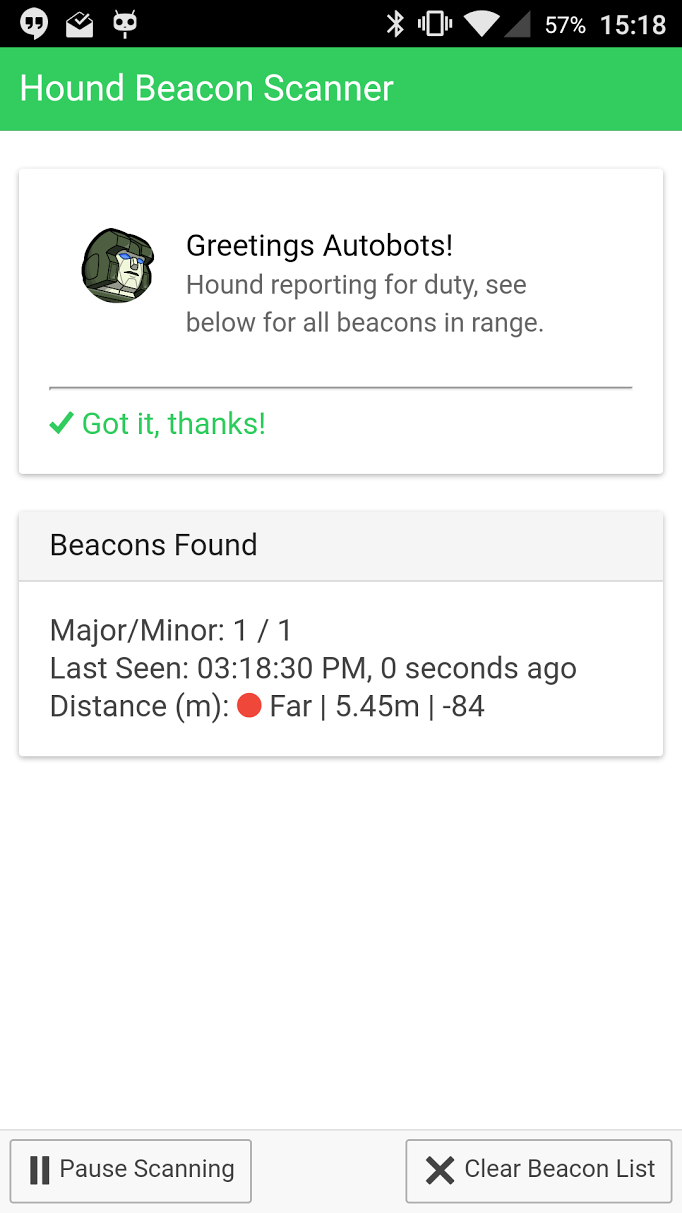 57% 15:18
Hound Beacon Scanner
Greetings Autobots!
Hound reporting for duty, see
below for all beacons in range.
Got it, thanks!
Beacons Found
Major/Minor: 1 / 1
Last Seen: 03:18:30 PM, 0 seconds ago
Distance (m): Far | 5.45m | -84
Pause Scanning
Clear Beacon List